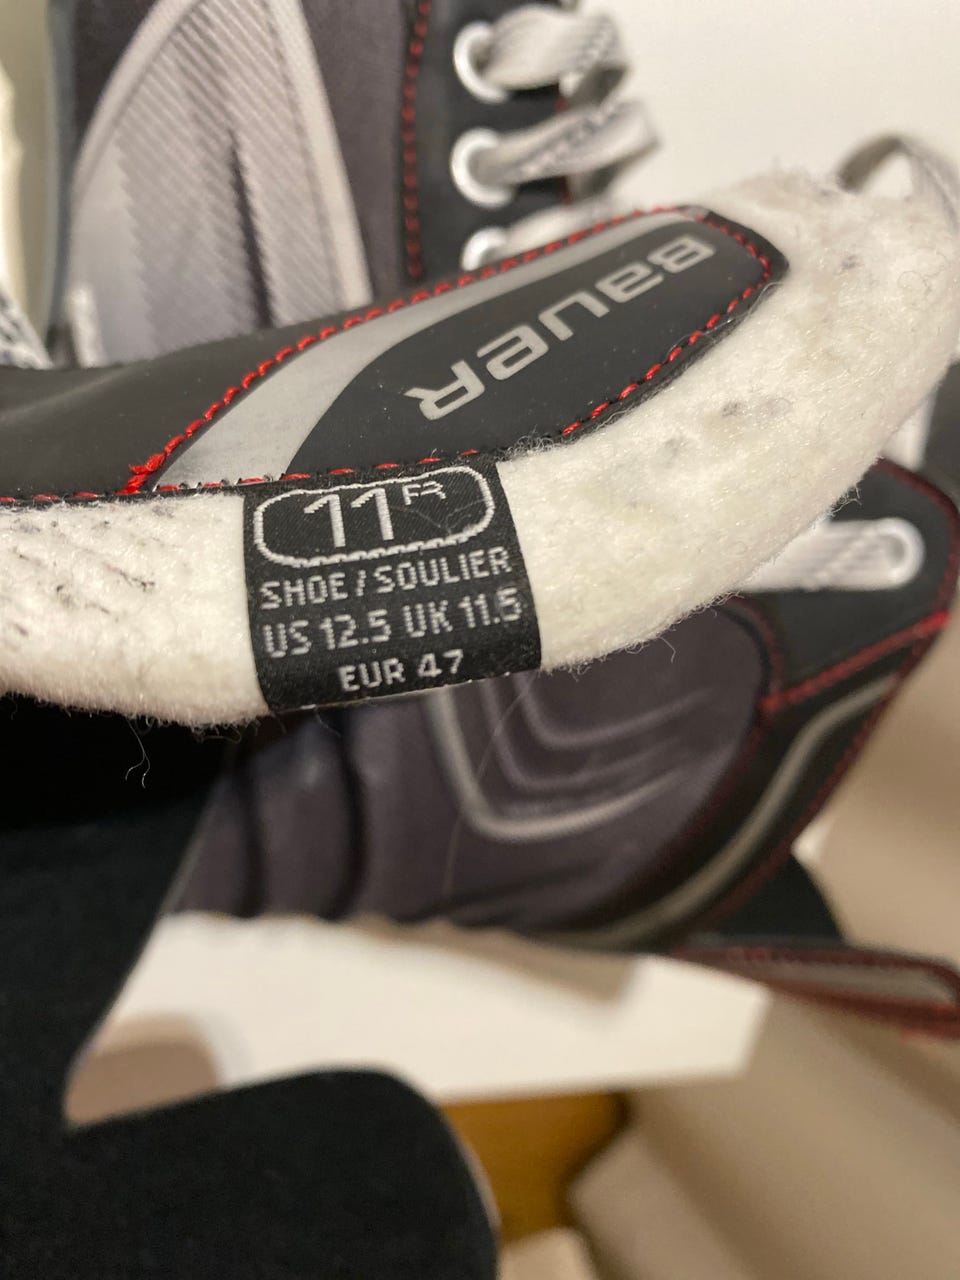 BAUER
11 FR
SHOE / SOULIER
US 12.5 UK 11.5
EUR 47